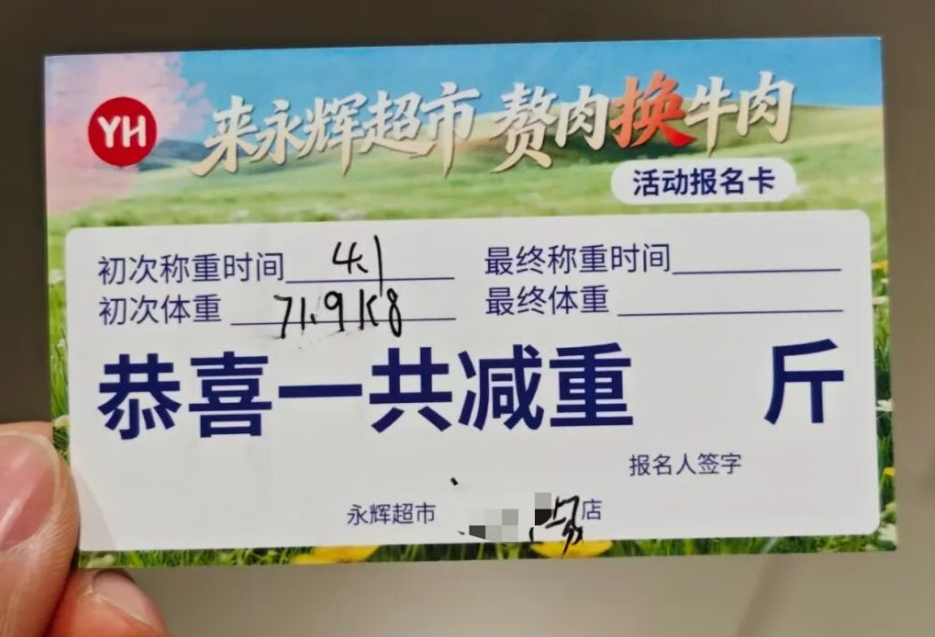 YH
来永辉超市 赘肉换牛肉
活动报名卡
初次称重时间 4.1 最终称重时间
初次体重 71.9KG 最终体重
恭喜一共减重 斤
报名人签字
永辉超市 店